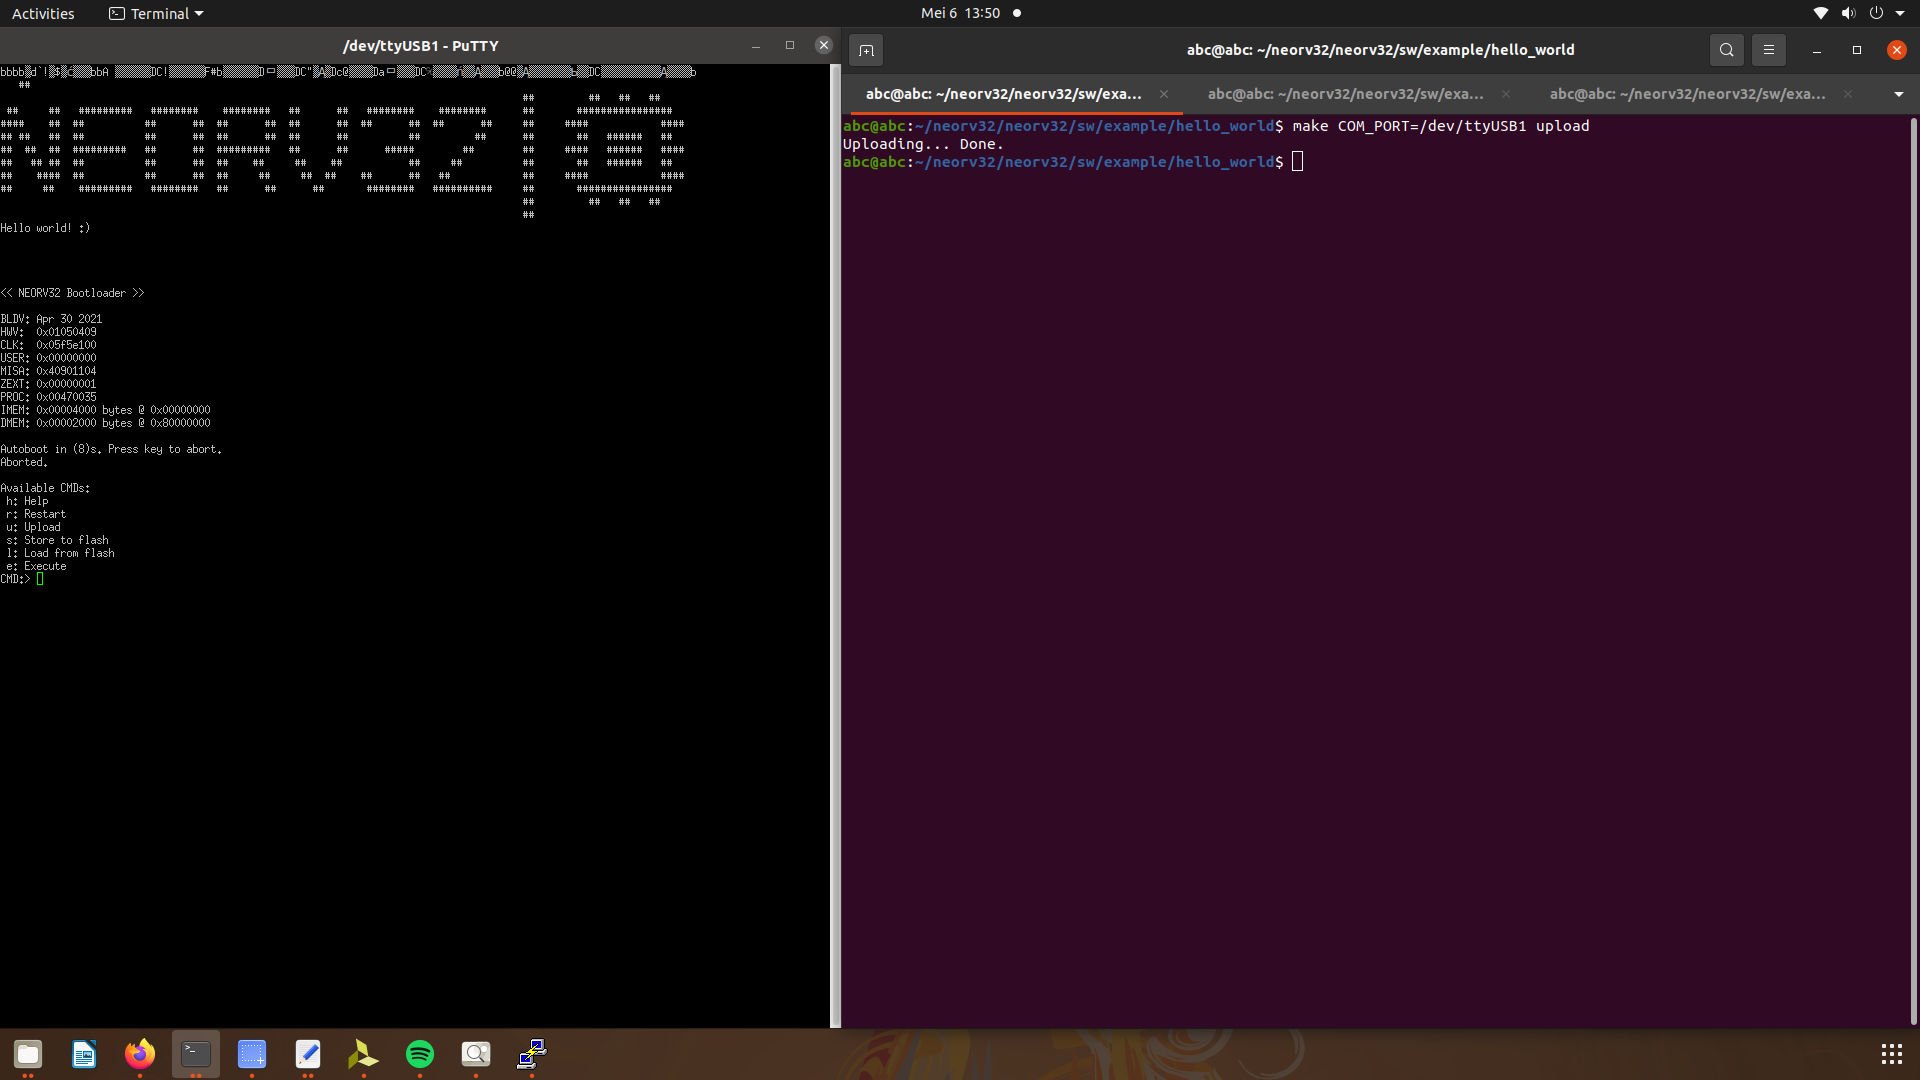 Activities
Terminal
Mei 6 13:50
/dev/ttyUSB1 - PuTTY
Hello world! :)
<< NEORV32 Bootloader >>
BLDV: Apr 30 2021
HWV: 0x01050409
CLK: 0x05f5e100
USER: 0x00000000
MISA: 0x40901104
ZEXT: 0x00000001
PROC: 0x00470035
IMEM: 0x00004000 bytes @ 0x00000000
DMEM: 0x00002000 bytes @ 0x80000000
Autoboot in (8)s. Press key to abort.
Aborted.
Available CMDs:
h: Help
r: Restart
u: Upload
s: Store to flash
l: Load from flash
e: Execute
CMD:>
abc@abc: ~/neorv32/neorv32/sw/example/hello_world
abc@abc: ~/neorv32/neorv32/sw/exa...
abc@abc: ~/neorv32/neorv32/sw/exa...
abc@abc: ~/neorv32/neorv32/sw/exa...
abc@abc:~/neorv32/neorv32/sw/example/hello_world$ make COM_PORT=/dev/ttyUSB1 upload
Uploading... Done.
abc@abc:~/neorv32/neorv32/sw/example/hello_world$